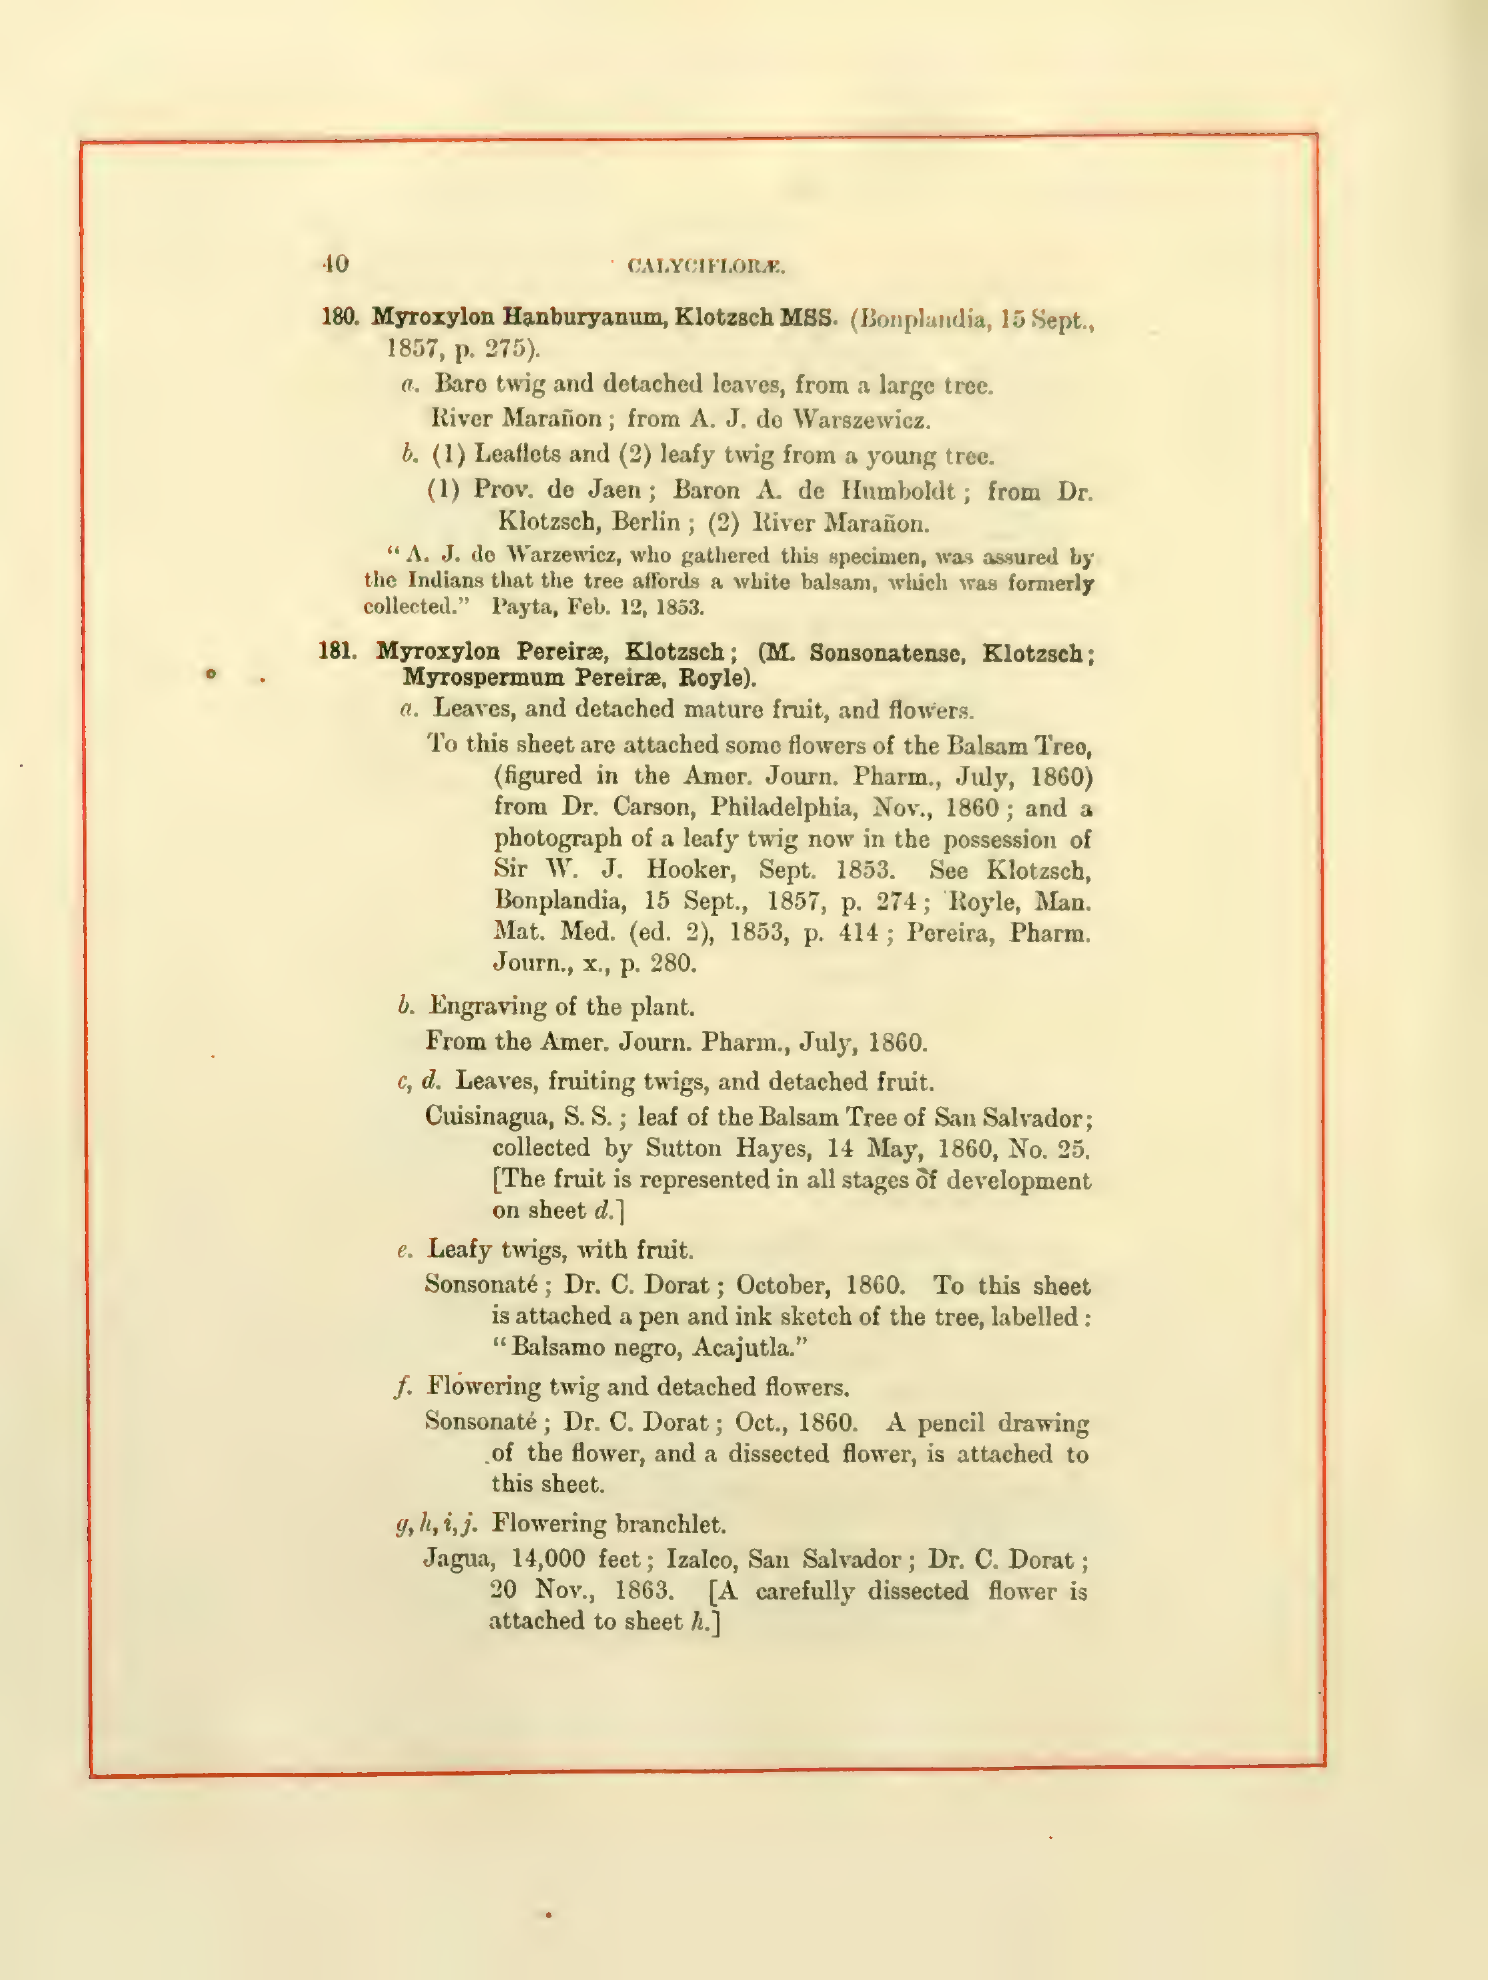 40 CALYCIFLORÆ.
180. Myroxylon Hanburyanum, Klotzsch MSS. (Bonplandia, 15 Sept.,
1857, p. 275).
a. Bare twig and detached leaves, from a large tree.
River Marañon; from A. J. de Warszewicz.
b. (1) Leaflets and (2) leafy twig from a young tree.
(1) Prov. de Jaen; Baron A. de Humboldt; from Dr.
Klotzsch, Berlin; (2) River Marañon.
“A. J. de Warzewicz, who gathered this specimen, was assured by
the Indians that the tree affords a white balsam, which was formerly
collected.” Payta, Feb. 12, 1853.
181. Myroxylon Pereiræ, Klotzsch; (M. Sonsonatense, Klotzsch;
Myrospermum Pereiræ, Royle).
a. Leaves, and detached mature fruit, and flowers.
To this sheet are attached some flowers of the Balsam Tree,
(figured in the Amer. Journ. Pharm., July, 1860)
from Dr. Carson, Philadelphia, Nov., 1860; and a
photograph of a leafy twig now in the possession of
Sir W. J. Hooker, Sept. 1853. See Klotzsch,
Bonplandia, 15 Sept., 1857, p. 274; Royle, Man.
Mat. Med. (ed. 2), 1853, p. 414; Pereira, Pharm.
Journ., x., p. 280.
b. Engraving of the plant.
From the Amer. Journ. Pharm., July, 1860.
c, d. Leaves, fruiting twigs, and detached fruit.
Cuisinagua, S. S.; leaf of the Balsam Tree of San Salvador;
collected by Sutton Hayes, 14 May, 1860, No. 25.
[The fruit is represented in all stages of development
on sheet d.]
e. Leafy twigs, with fruit.
Sonsonaté; Dr. C. Dorat; October, 1860. To this sheet
is attached a pen and ink sketch of the tree, labelled:
“Balsamo negro, Acajutla.”
f. Flowering twig and detached flowers.
Sonsonaté; Dr. C. Dorat; Oct., 1860. A pencil drawing
of the flower, and a dissected flower, is attached to
this sheet.
g, h, i, j. Flowering branchlet.
Jagua, 14,000 feet; Izalco, San Salvador; Dr. C. Dorat;
20 Nov., 1863. [A carefully dissected flower is
attached to sheet h.]